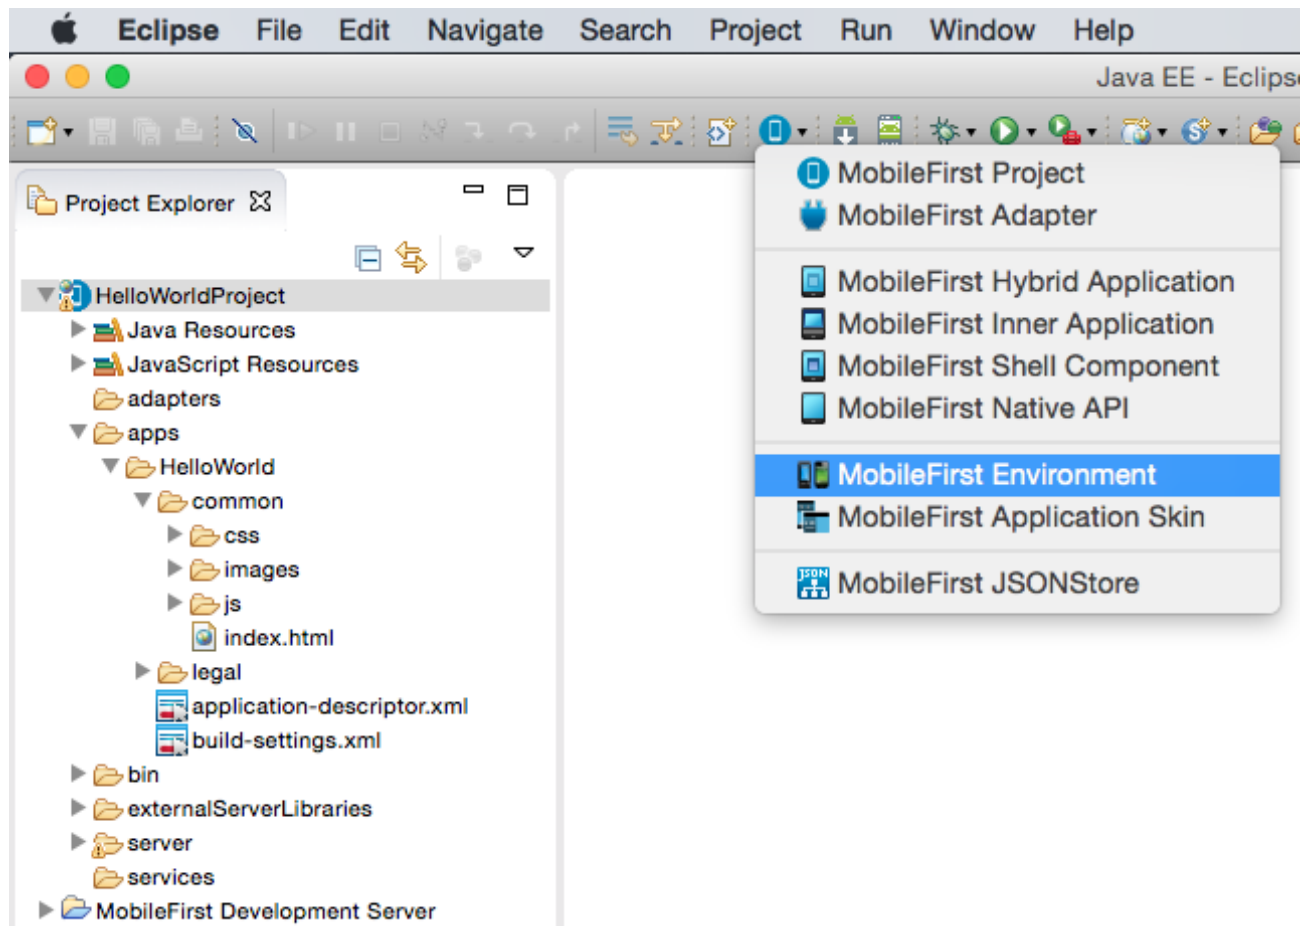 Eclipse File Edit Navigate Search Project Run Window Help
Java EE - Eclips
Project Explorer
HelloWorldProject
Java Resources
JavaScript Resources
adapters
apps
HelloWorld
common
css
images
js
index.html
legal
application-descriptor.xml
build-settings.xml
bin
externalServerLibraries
server
services
MobileFirst Development Server
MobileFirst Project
MobileFirst Adapter
MobileFirst Hybrid Application
MobileFirst Inner Application
MobileFirst Shell Component
MobileFirst Native API
MobileFirst Environment
MobileFirst Application Skin
JSON
MobileFirst JSONStore